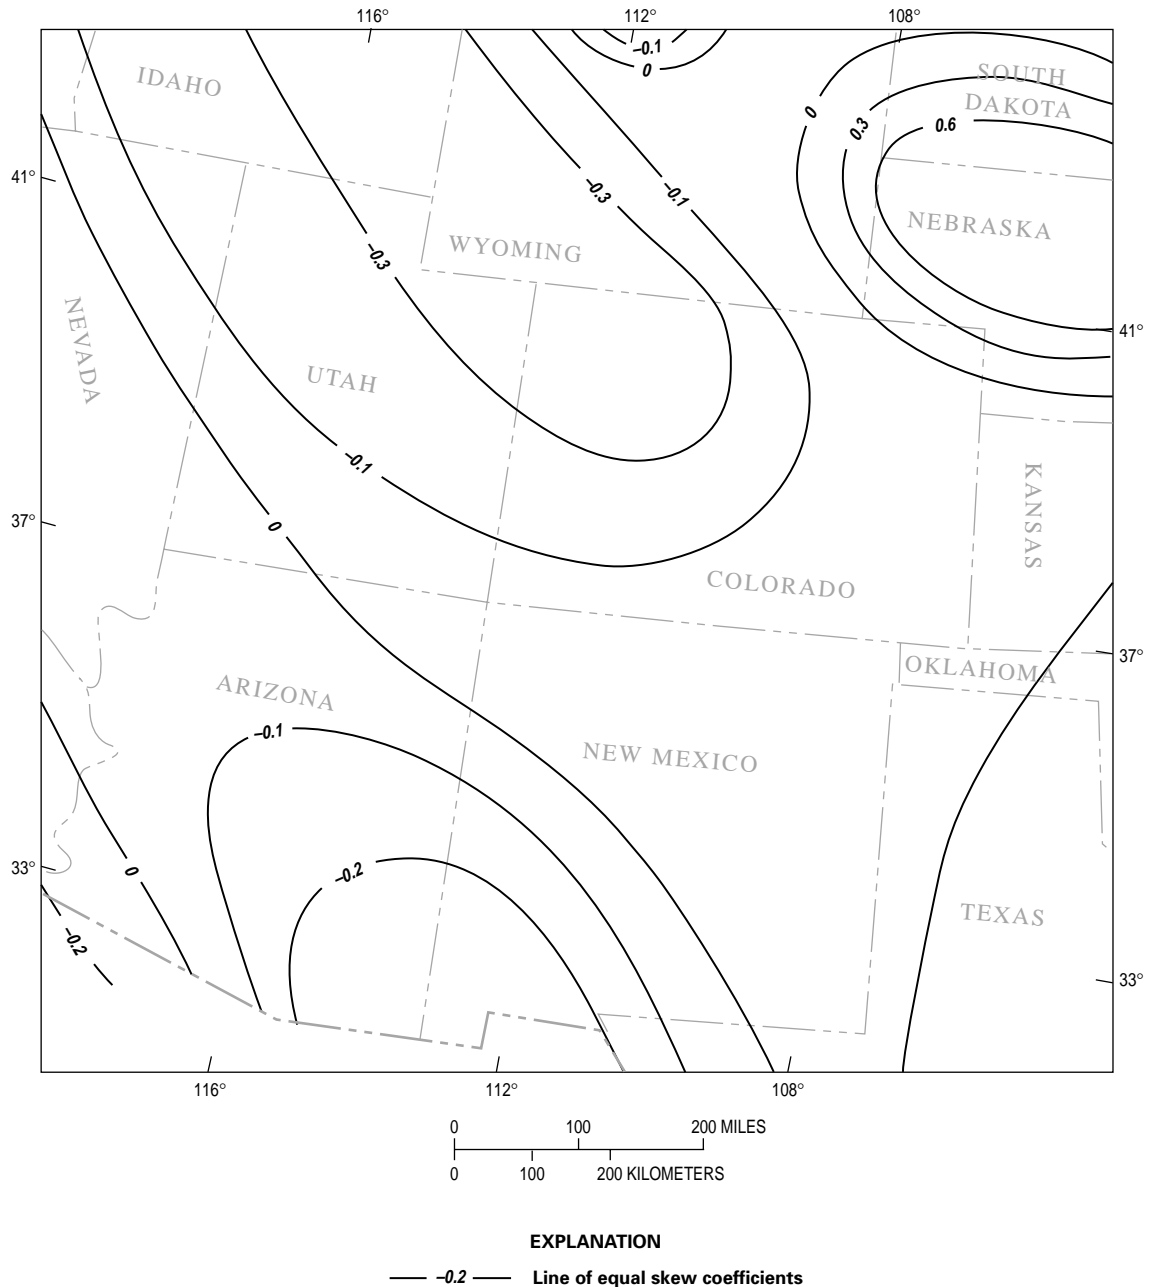 116°
112°
108°
IDAHO
–0.1
0
SOUTH
DAKOTA
0
0.3
0.6
41°
–0.3
–0.1
NEBRASKA
WYOMING
–0.3
NEVADA
41°
UTAH
–0.1
KANSAS
37°
0
COLORADO
37°
OKLAHOMA
ARIZONA
–0.1
NEW MEXICO
33°
0
–0.2
TEXAS
–0.2
33°
116°
112°
108°
0 100 200 MILES
0 100 200 KILOMETERS
EXPLANATION
–0.2 Line of equal skew coefficients